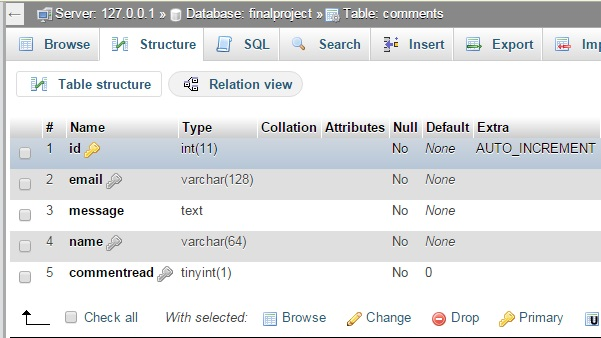 Server: 127.0.0.1 » Database: finalproject » Table: comments
Browse Structure SQL Search Insert Export Imp
Table structure Relation view
# Name Type Collation Attributes Null Default Extra
1 id int(11) No None AUTO_INCREMENT
2 email varchar(128) No None
3 message text No None
4 name varchar(64) No None
5 commentread tinyint(1) No 0
Check all With selected: Browse Change Drop Primary U